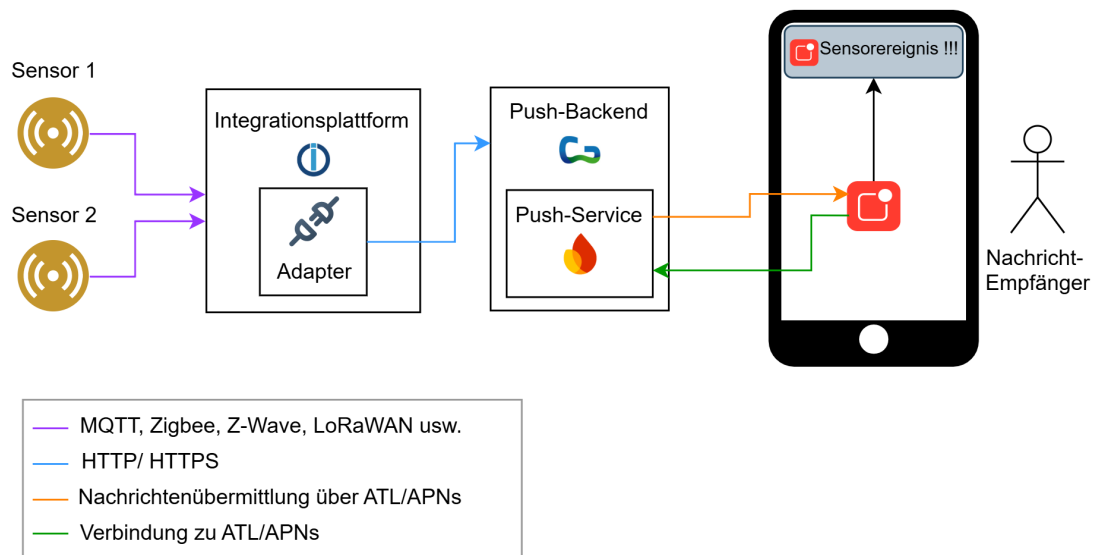 Sensor 1
Sensor 2
Integrationsplattform
Adapter
Push-Backend
Push-Service
Sensorereignis !!!
Nachricht-
Empfänger
MQTT, Zigbee, Z-Wave, LoRaWAN usw.
HTTP/ HTTPS
Nachrichtenübermittlung über ATL/APNs
Verbindung zu ATL/APNs